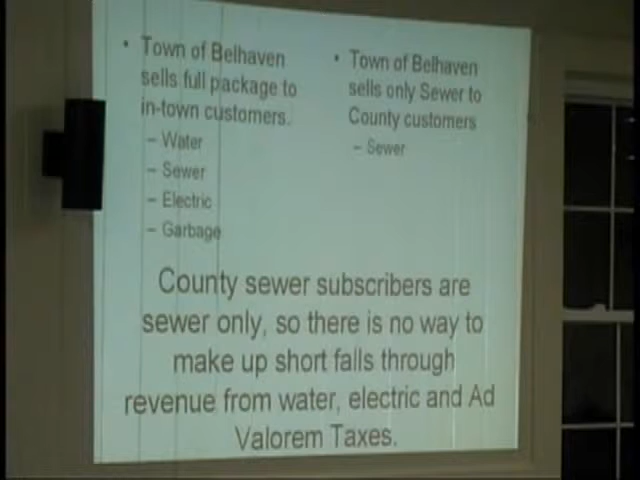 • Town of Belhaven
sells full package to
in-town customers.
– Water
– Sewer
– Electric
– Garbage
• Town of Belhaven
sells only Sewer to
County customers
– Sewer
County sewer subscribers are
sewer only, so there is no way to
make up short falls through
revenue from water, electric and Ad
Valorem Taxes.